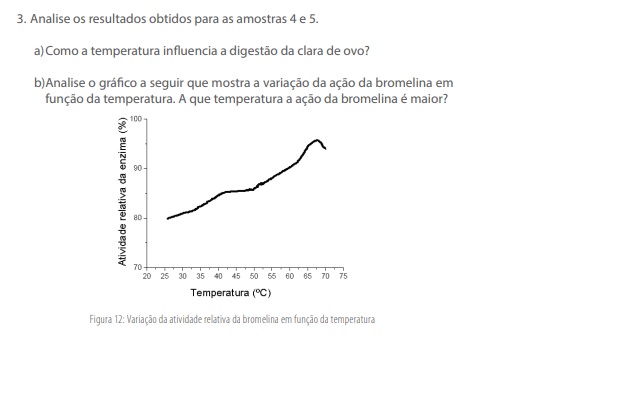 3. Analise os resultados obtidos para as amostras 4 e 5.
a) Como a temperatura influencia a digestão da clara de ovo?
b) Analise o gráfico a seguir que mostra a variação da ação da bromelina em
função da temperatura. A que temperatura a ação da bromelina é maior?
Atividade relativa da enzima (%)
100
90
80
70
20 25 30 35 40 45 50 55 60 65 70 75
Temperatura (ºC)
Figura 12: Variação da atividade relativa da bromelina em função da temperatura